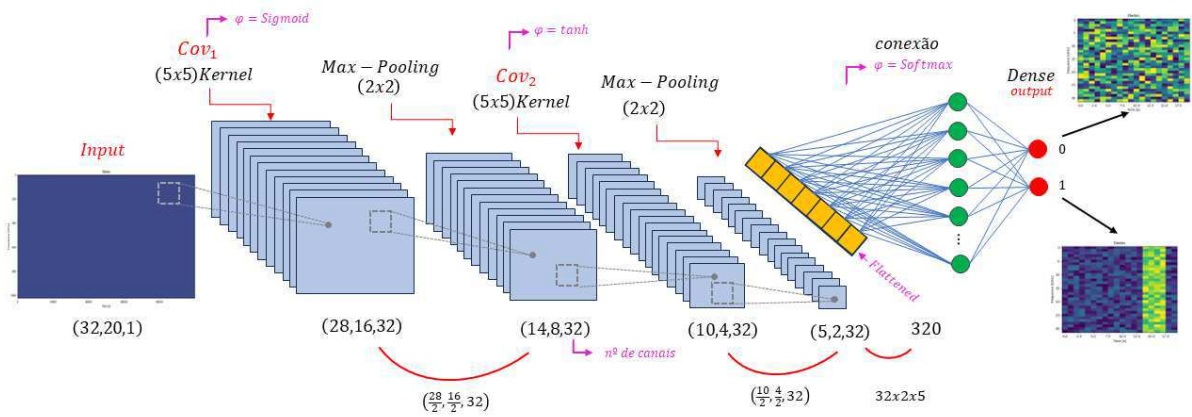 φ = Sigmoid
Cov₁
(5x5)Kernel
Max − Pooling
(2x2)
φ = tanh
Cov₂
(5x5)Kernel
Max − Pooling
(2x2)
conexão
φ = Softmax
Dense
output
0
1
Input
Flattened
(32,20,1)
(28,16,32)
(14,8,32)
(10,4,32)
(5,2,32)
320
nº de canais
(28/2, 16/2, 32)
(10/2, 4/2, 32)
32x2x5